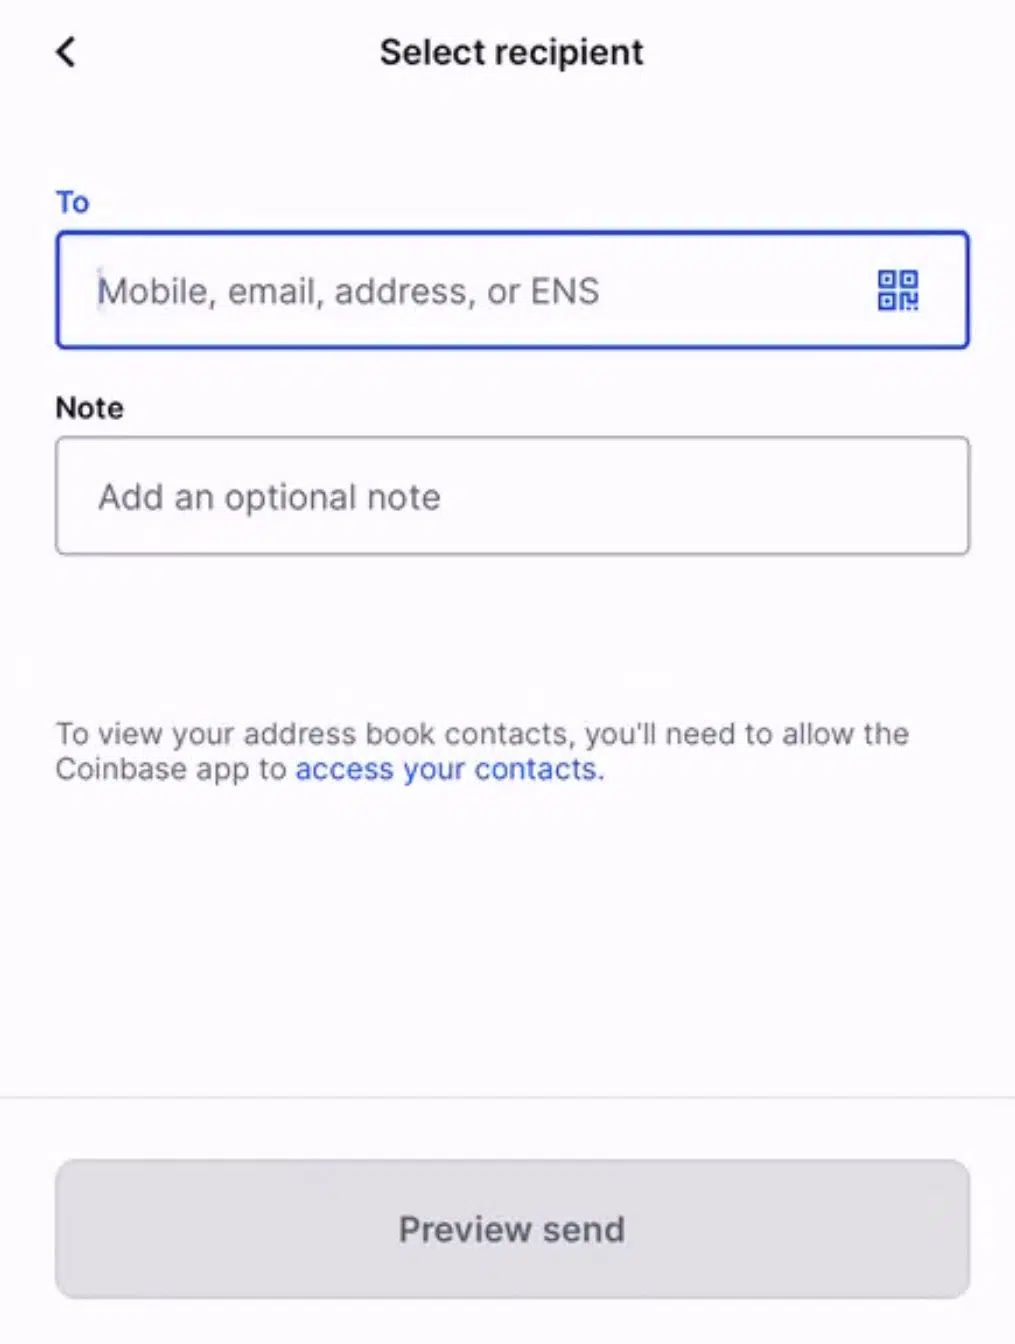 Select recipient
To
Mobile, email, address, or ENS
Note
Add an optional note
To view your address book contacts, you'll need to allow the
Coinbase app to access your contacts.
Preview send